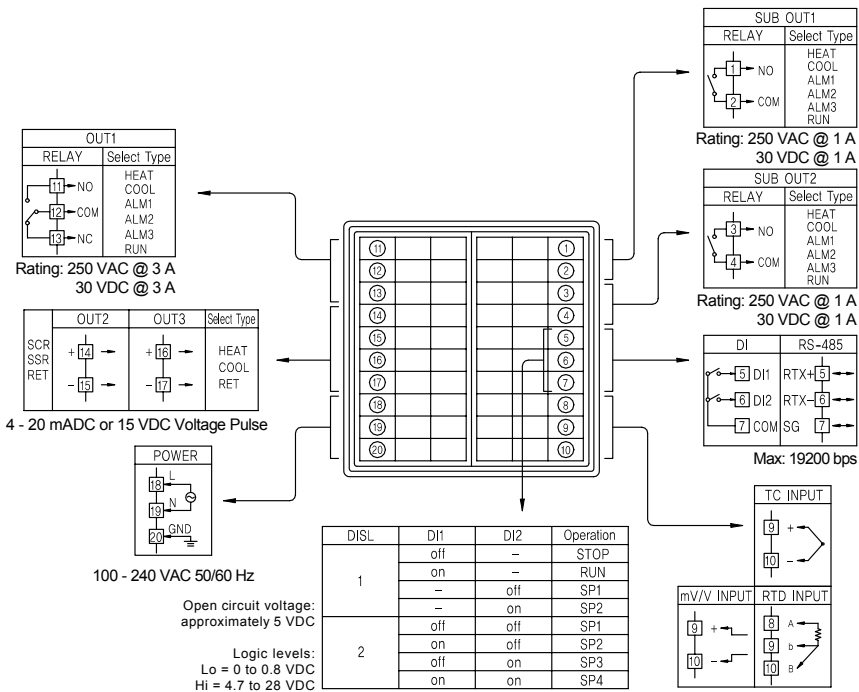 SUB OUT1
RELAY Select Type
1 NO
2 COM
HEAT
COOL
ALM1
ALM2
ALM3
RUN
Rating: 250 VAC @ 1 A
30 VDC @ 1 A
SUB OUT2
RELAY Select Type
3 NO
4 COM
HEAT
COOL
ALM1
ALM2
ALM3
RUN
Rating: 250 VAC @ 1 A
30 VDC @ 1 A
OUT1
RELAY Select Type
11 NO
12 COM
13 NC
HEAT
COOL
ALM1
ALM2
ALM3
RUN
Rating: 250 VAC @ 3 A
30 VDC @ 3 A
OUT2 OUT3 Select Type
SCR
SSR
RET
+ 14
- 15
+ 16
- 17
HEAT
COOL
RET
4 - 20 mADC or 15 VDC Voltage Pulse
POWER
18 L
19 N
20 GND
100 - 240 VAC 50/60 Hz
11 1
12 2
13 3
14 4
15 5
16 6
17 7
18 8
19 9
20 10
DI RS-485
5 DI1 RTX+ 5
6 DI2 RTX- 6
7 COM SG 7
Max: 19200 bps
TC INPUT
9 +
10 -
mV/V INPUT RTD INPUT
9 +
10 -
8 A
9 b
10 B
Open circuit voltage:
approximately 5 VDC
Logic levels:
Lo = 0 to 0.8 VDC
Hi = 4.7 to 28 VDC
DISL DI1 DI2 Operation
1
off – STOP
on – RUN
– off SP1
– on SP2
2
off off SP1
on off SP2
off on SP3
on on SP4